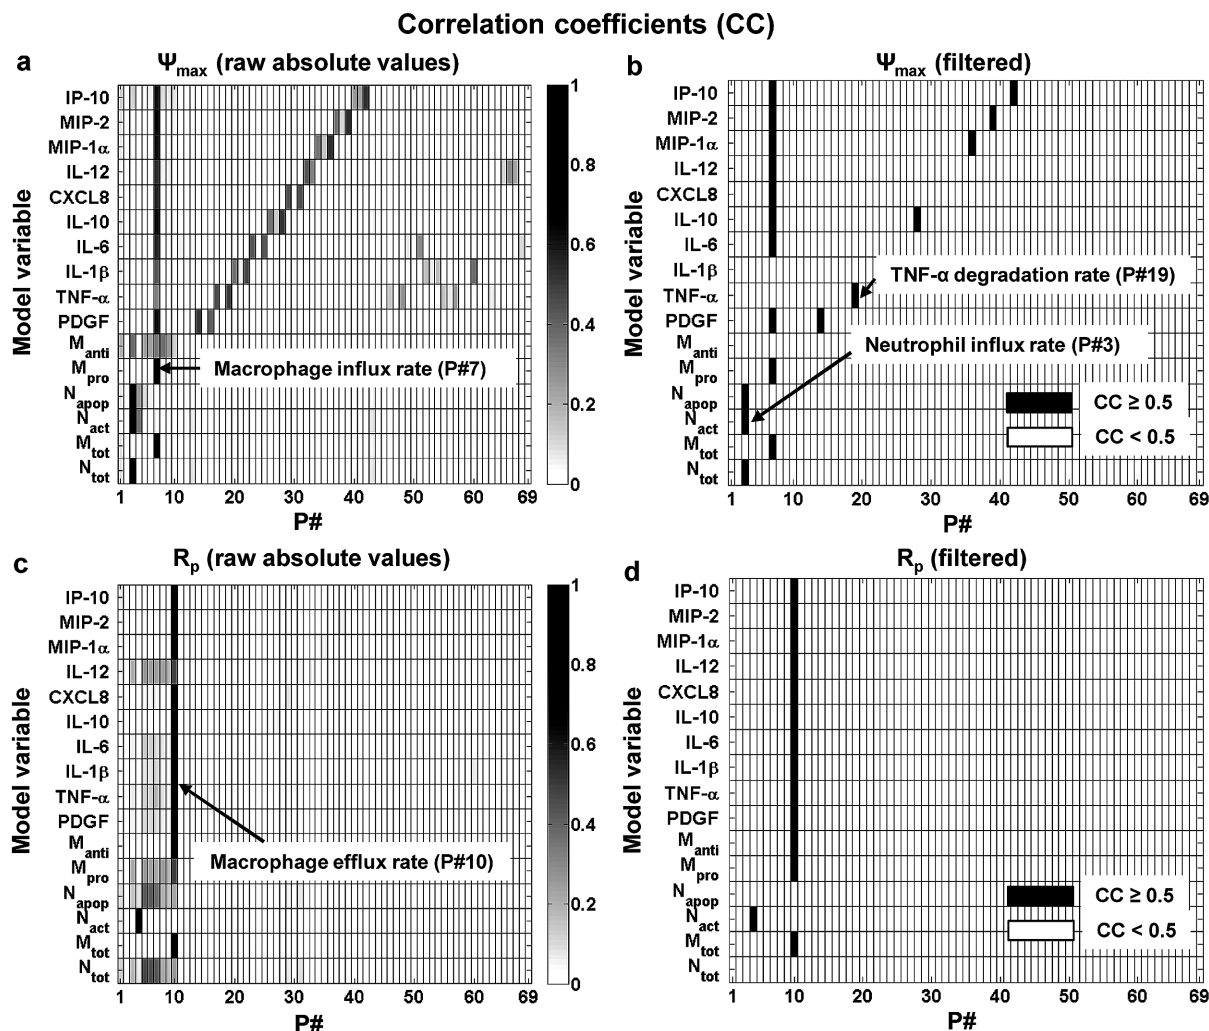 Correlation coefficients (CC)
a
Ψmax (raw absolute values)
Model variable
IP-10
MIP-2
MIP-1α
IL-12
CXCL8
IL-10
IL-6
IL-1β
TNF-α
PDGF
Manti
Mpro
Napop
Nact
Mtot
Ntot
Macrophage influx rate (P#7)
1 10 20 30 40 50 60 69
P#
1
0.8
0.6
0.4
0.2
0
b
Ψmax (filtered)
Model variable
IP-10
MIP-2
MIP-1α
IL-12
CXCL8
IL-10
IL-6
IL-1β
TNF-α
PDGF
Manti
Mpro
Napop
Nact
Mtot
Ntot
TNF-α degradation rate (P#19)
Neutrophil influx rate (P#3)
CC ≥ 0.5
CC < 0.5
1 10 20 30 40 50 60 69
P#
c
Rp (raw absolute values)
Model variable
IP-10
MIP-2
MIP-1α
IL-12
CXCL8
IL-10
IL-6
IL-1β
TNF-α
PDGF
Manti
Mpro
Napop
Nact
Mtot
Ntot
Macrophage efflux rate (P#10)
1 10 20 30 40 50 60 69
P#
1
0.8
0.6
0.4
0.2
0
d
Rp (filtered)
Model variable
IP-10
MIP-2
MIP-1α
IL-12
CXCL8
IL-10
IL-6
IL-1β
TNF-α
PDGF
Manti
Mpro
Napop
Nact
Mtot
Ntot
CC ≥ 0.5
CC < 0.5
1 10 20 30 40 50 60 69
P#